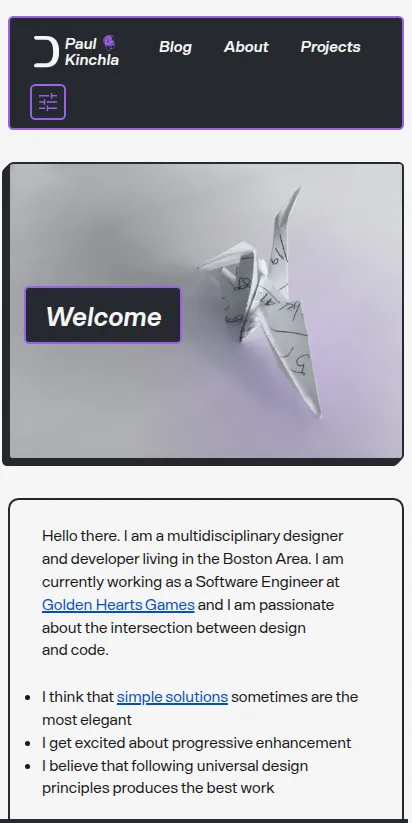 Paul
Kinchla
Blog
About
Projects
Welcome
Hello there. I am a multidisciplinary designer
and developer living in the Boston Area. I am
currently working as a Software Engineer at
Golden Hearts Games and I am passionate
about the intersection between design
and code.
I think that simple solutions sometimes are the
most elegant
I get excited about progressive enhancement
I believe that following universal design
principles produces the best work